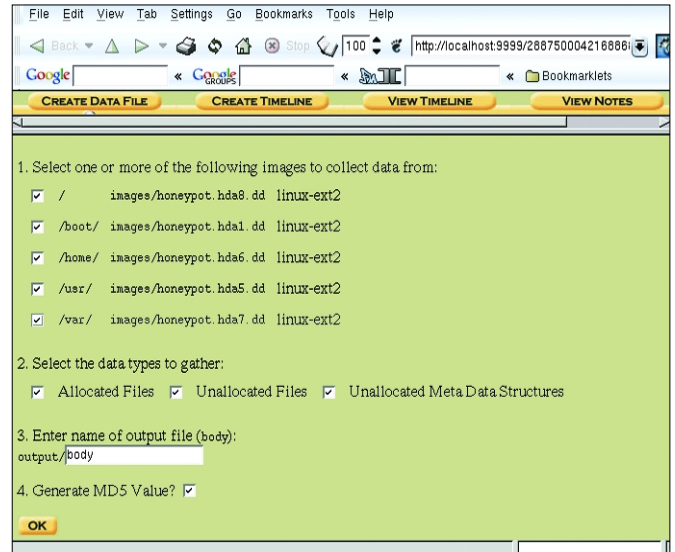 File Edit View Tab Settings Go Bookmarks Tools Help
Back Stop 100 http://localhost:9999/288750004216886
Google « Google GROUPS « «  Bookmarklets
CREATE DATA FILE CREATE TIMELINE VIEW TIMELINE VIEW NOTES
1. Select one or more of the following images to collect data from:
/ images/honeypot.hda8.dd linux-ext2
/boot/ images/honeypot.hda1.dd linux-ext2
/home/ images/honeypot.hda6.dd linux-ext2
/usr/ images/honeypot.hda5.dd linux-ext2
/var/ images/honeypot.hda7.dd linux-ext2
2. Select the data types to gather:
Allocated Files Unallocated Files Unallocated Meta Data Structures
3. Enter name of output file (body):
output/body
4. Generate MD5 Value?
OK